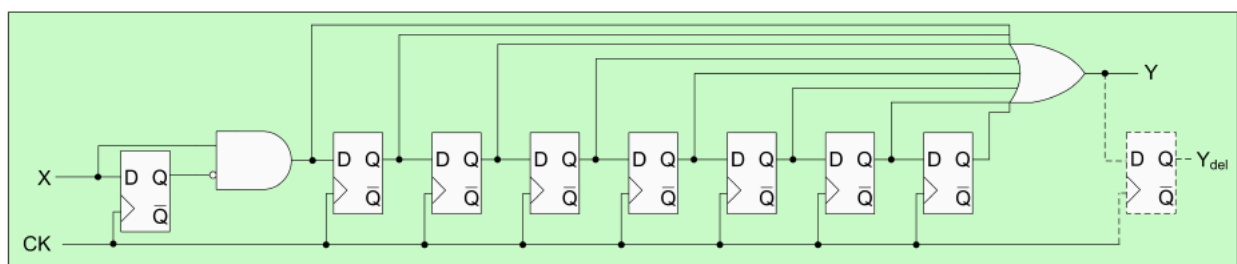 Y
D Q D Q D Q D Q D Q D Q D Q D Q Y_del
X D Q Q̅ Q̅ Q̅ Q̅ Q̅ Q̅ Q̅ Q̅
Q̅
CK